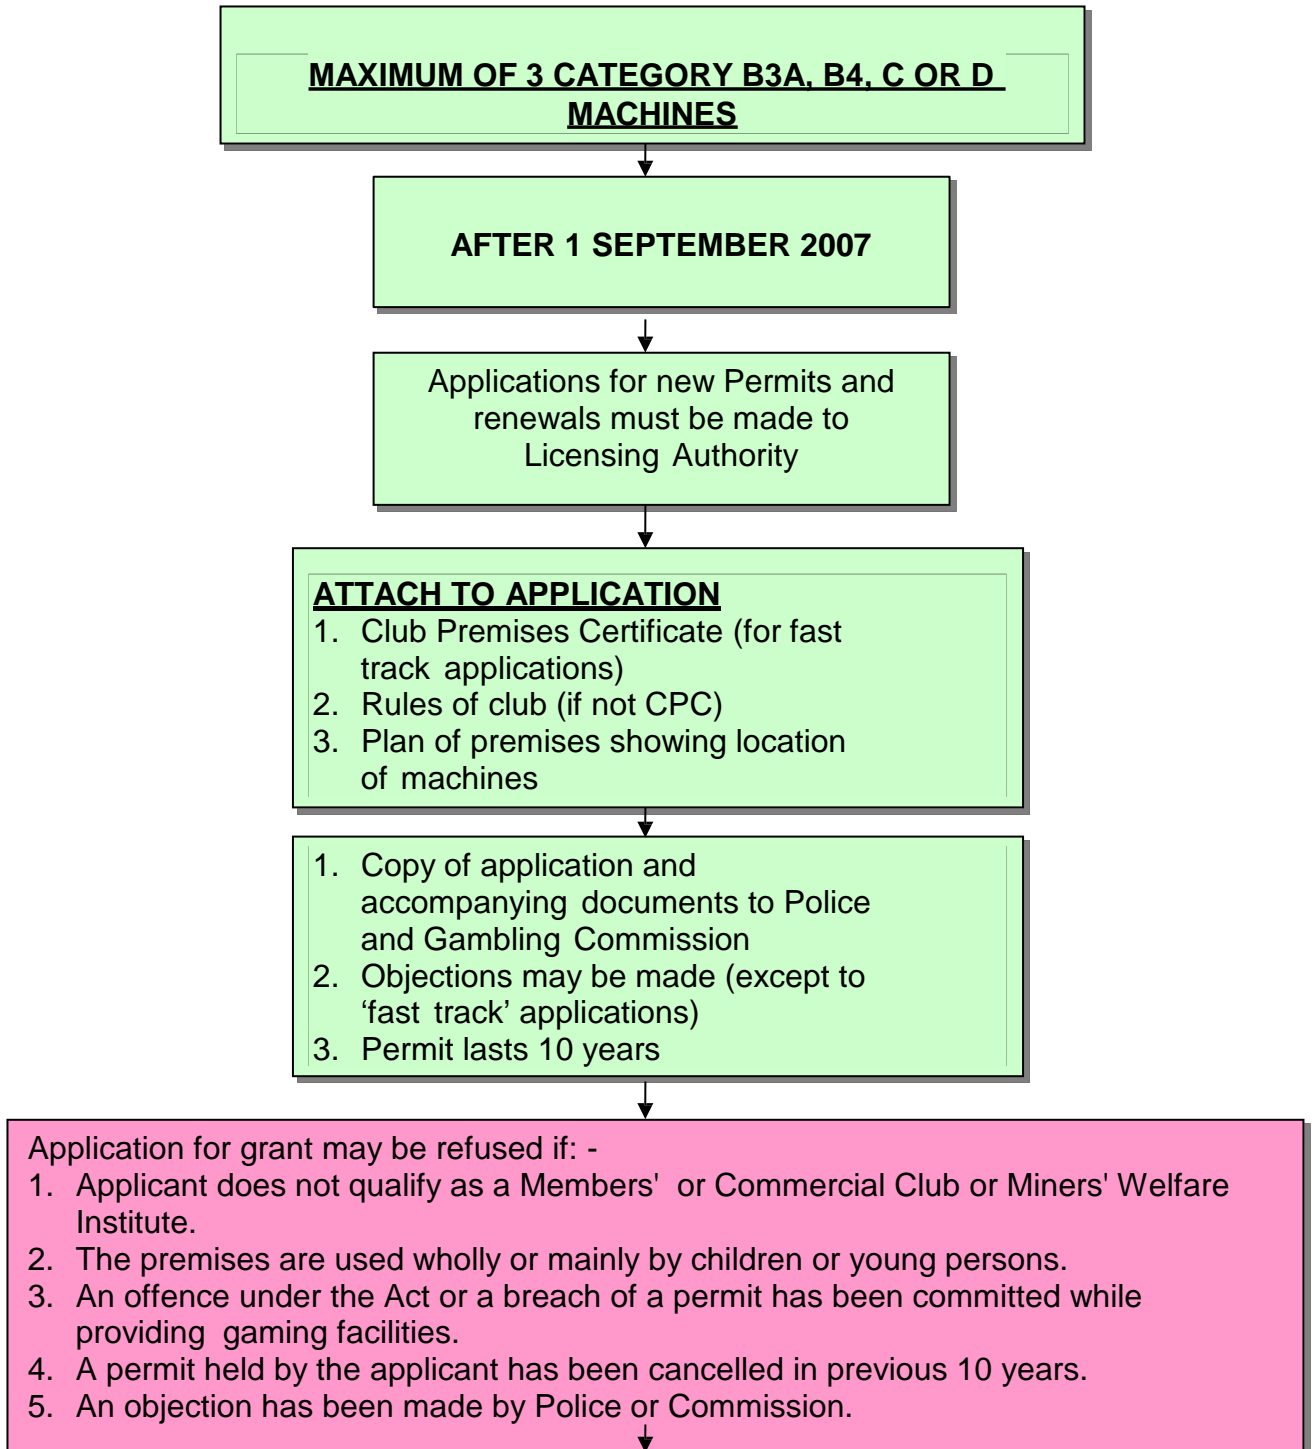 MAXIMUM OF 3 CATEGORY B3A, B4, C OR D
MACHINES
AFTER 1 SEPTEMBER 2007
Applications for new Permits and
renewals must be made to
Licensing Authority
ATTACH TO APPLICATION
1. Club Premises Certificate (for fast
track applications)
2. Rules of club (if not CPC)
3. Plan of premises showing location
of machines
1. Copy of application and
accompanying documents to Police
and Gambling Commission
2. Objections may be made (except to
‘fast track’ applications)
3. Permit lasts 10 years
Application for grant may be refused if: -
1. Applicant does not qualify as a Members' or Commercial Club or Miners' Welfare
Institute.
2. The premises are used wholly or mainly by children or young persons.
3. An offence under the Act or a breach of a permit has been committed while
providing gaming facilities.
4. A permit held by the applicant has been cancelled in previous 10 years.
5. An objection has been made by Police or Commission.